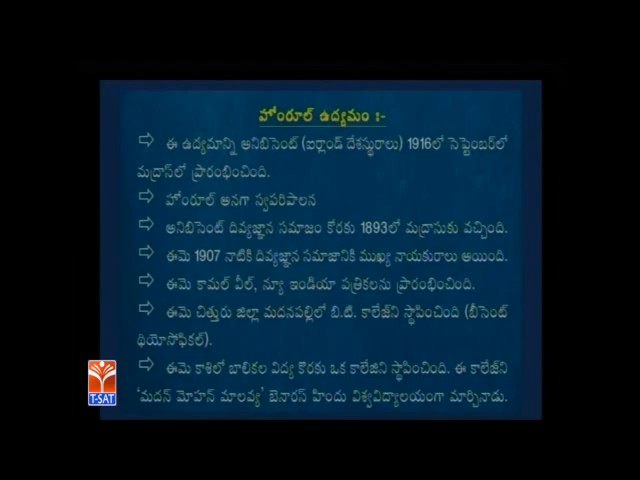 హోంరూల్ ఉద్యమం :-
⇨ ఈ ఉద్యమాన్ని అనిబిసెంట్ (ఐర్లాండ్ దేశస్థురాలు) 1916లో సెప్టెంబర్‌లో
మద్రాస్‌లో ప్రారంభించింది.
⇨ హోంరూల్ అనగా స్వపరిపాలన
⇨ అనిబిసెంట్ దివ్యజ్ఞాన సమాజం కోరకు 1893లో మద్రాసుకు వచ్చింది.
⇨ ఈమె 1907 నాటికి దివ్యజ్ఞాన సమాజానికి ముఖ్య నాయకురాలు అయింది.
⇨ ఈమె కామల్ వీల్, న్యూ ఇండియా పత్రికలను ప్రారంభించింది.
⇨ ఈమె చిత్తురు జిల్లా మదనపల్లిలో బి.టి. కాలేజ్‌ని స్థాపించింది (బీసెంట్
థియోసోఫికల్).
⇨ ఈమె కాశిలో బాలికల విద్య కొరకు ఒక కాలేజిని స్థాపించింది. ఈ కాలేజ్‌ని
'మదన్ మోహన్ మాలవ్య' బెనారస్ హిందు విశ్వవిద్యాలయంగా మార్చినాడు.
T-SAT